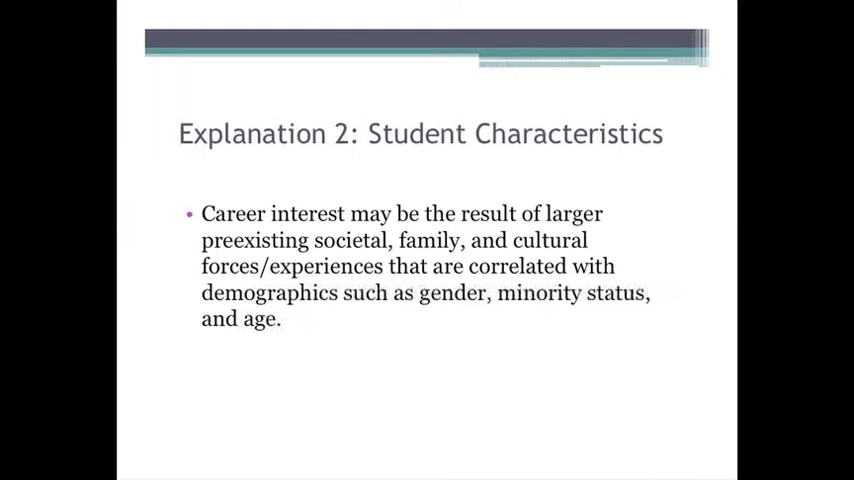 Explanation 2: Student Characteristics
• Career interest may be the result of larger
preexisting societal, family, and cultural
forces/experiences that are correlated with
demographics such as gender, minority status,
and age.